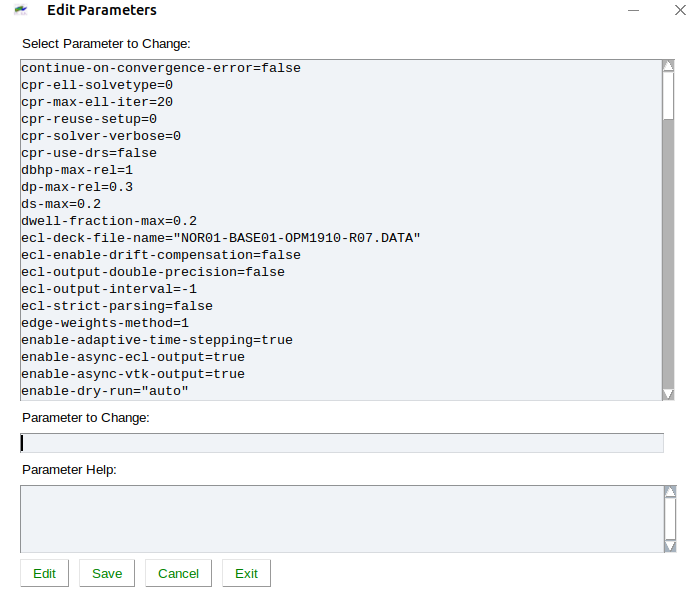 Edit Parameters
Select Parameter to Change:
continue-on-convergence-error=false
cpr-ell-solvetype=0
cpr-max-ell-iter=20
cpr-reuse-setup=0
cpr-solver-verbose=0
cpr-use-drs=false
dbhp-max-rel=1
dp-max-rel=0.3
ds-max=0.2
dwell-fraction-max=0.2
ecl-deck-file-name="NOR01-BASE01-OPM1910-R07.DATA"
ecl-enable-drift-compensation=false
ecl-output-double-precision=false
ecl-output-interval=-1
ecl-strict-parsing=false
edge-weights-method=1
enable-adaptive-time-stepping=true
enable-async-ecl-output=true
enable-async-vtk-output=true
enable-dry-run="auto"
Parameter to Change:
Parameter Help:
Edit Save Cancel Exit